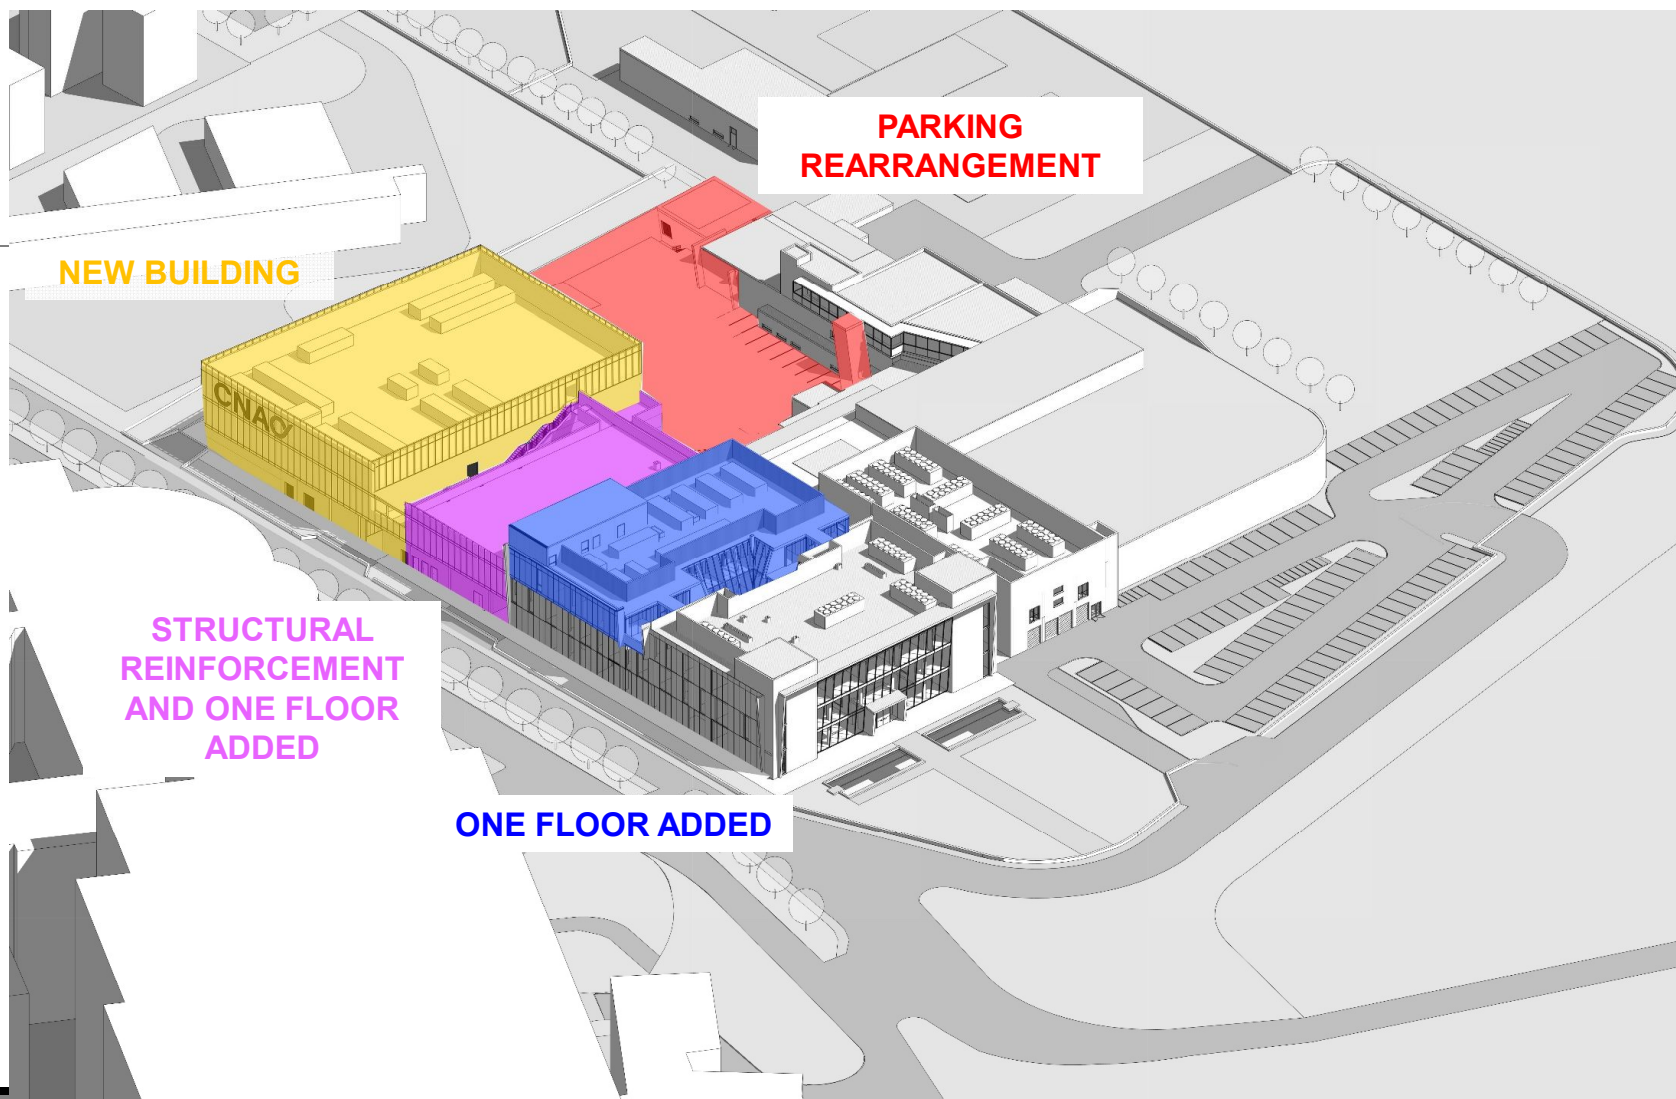 PARKING
REARRANGEMENT
NEW BUILDING
CNAO
STRUCTURAL
REINFORCEMENT
AND ONE FLOOR
ADDED
ONE FLOOR ADDED